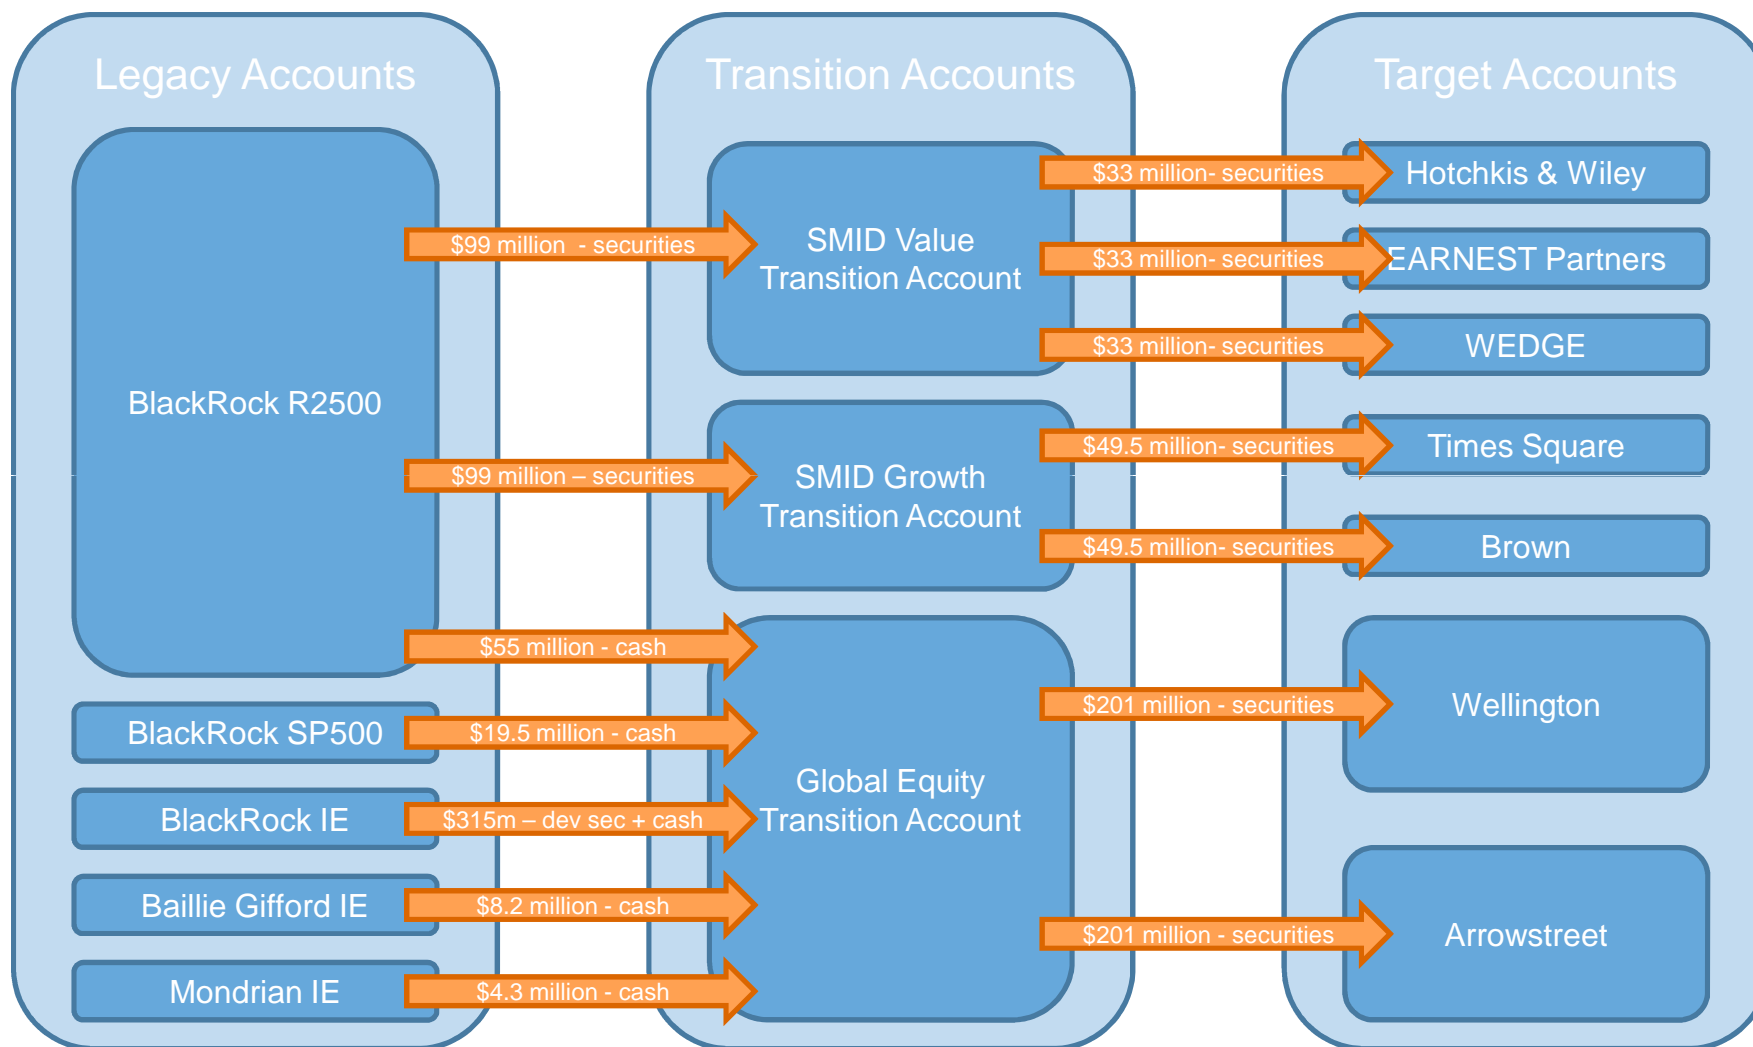 Legacy Accounts
BlackRock R2500
BlackRock SP500
BlackRock IE
Baillie Gifford IE
Mondrian IE
$99 million  - securities
$99 million – securities
$55 million - cash
$19.5 million - cash
$315m – dev sec + cash
$8.2 million - cash
$4.3 million - cash
Transition Accounts
SMID Value
Transition Account
SMID Growth
Transition Account
Global Equity
Transition Account
$33 million- securities
$33 million- securities
$33 million- securities
$49.5 million- securities
$49.5 million- securities
$201 million - securities
$201 million - securities
Target Accounts
Hotchkis & Wiley
EARNEST Partners
WEDGE
Times Square
Brown
Wellington
Arrowstreet